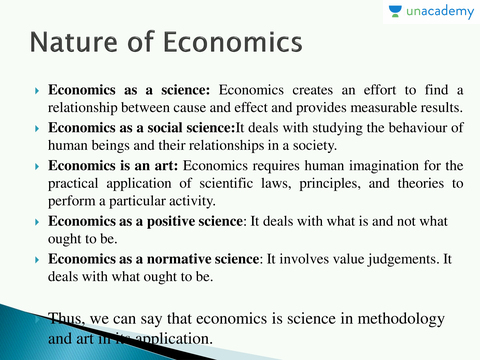 unacademy
Nature of Economics
Economics as a science: Economics creates an effort to find a
relationship between cause and effect and provides measurable results.
Economics as a social science:It deals with studying the behaviour of
human beings and their relationships in a society.
Economics is an art: Economics requires human imagination for the
practical application of scientific laws, principles, and theories to
perform a particular activity.
Economics as a positive science: It deals with what is and not what
ought to be.
Economics as a normative science: It involves value judgements. It
deals with what ought to be.
Thus, we can say that economics is science in methodology
and art in its application.